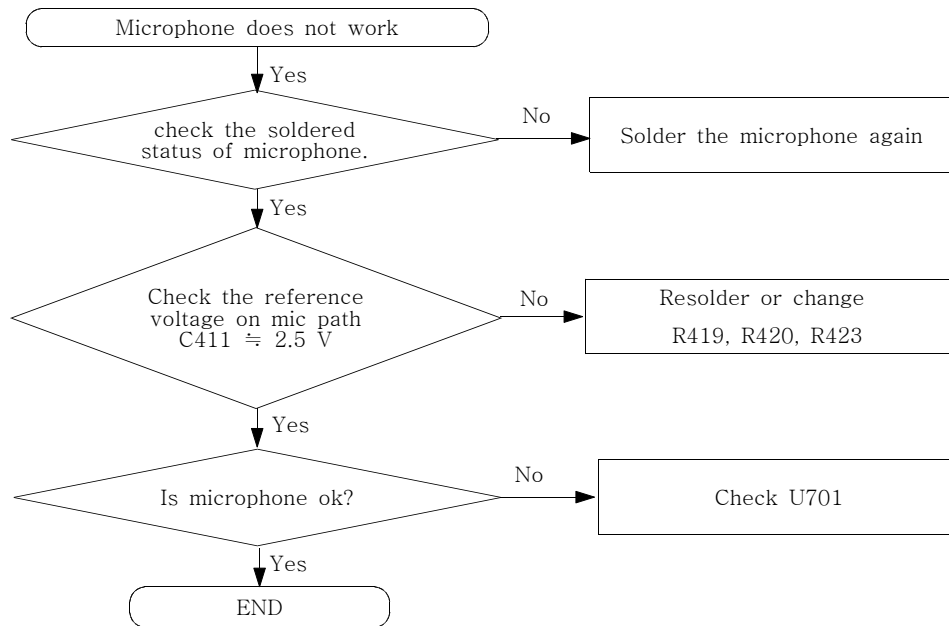 Microphone does not work
Yes
check the soldered
status of microphone.
No
Solder the microphone again
Yes
Check the reference
voltage on mic path
C411 ≒ 2.5 V
No
Resolder or change
R419, R420, R423
Yes
Is microphone ok?
No
Check U701
Yes
END